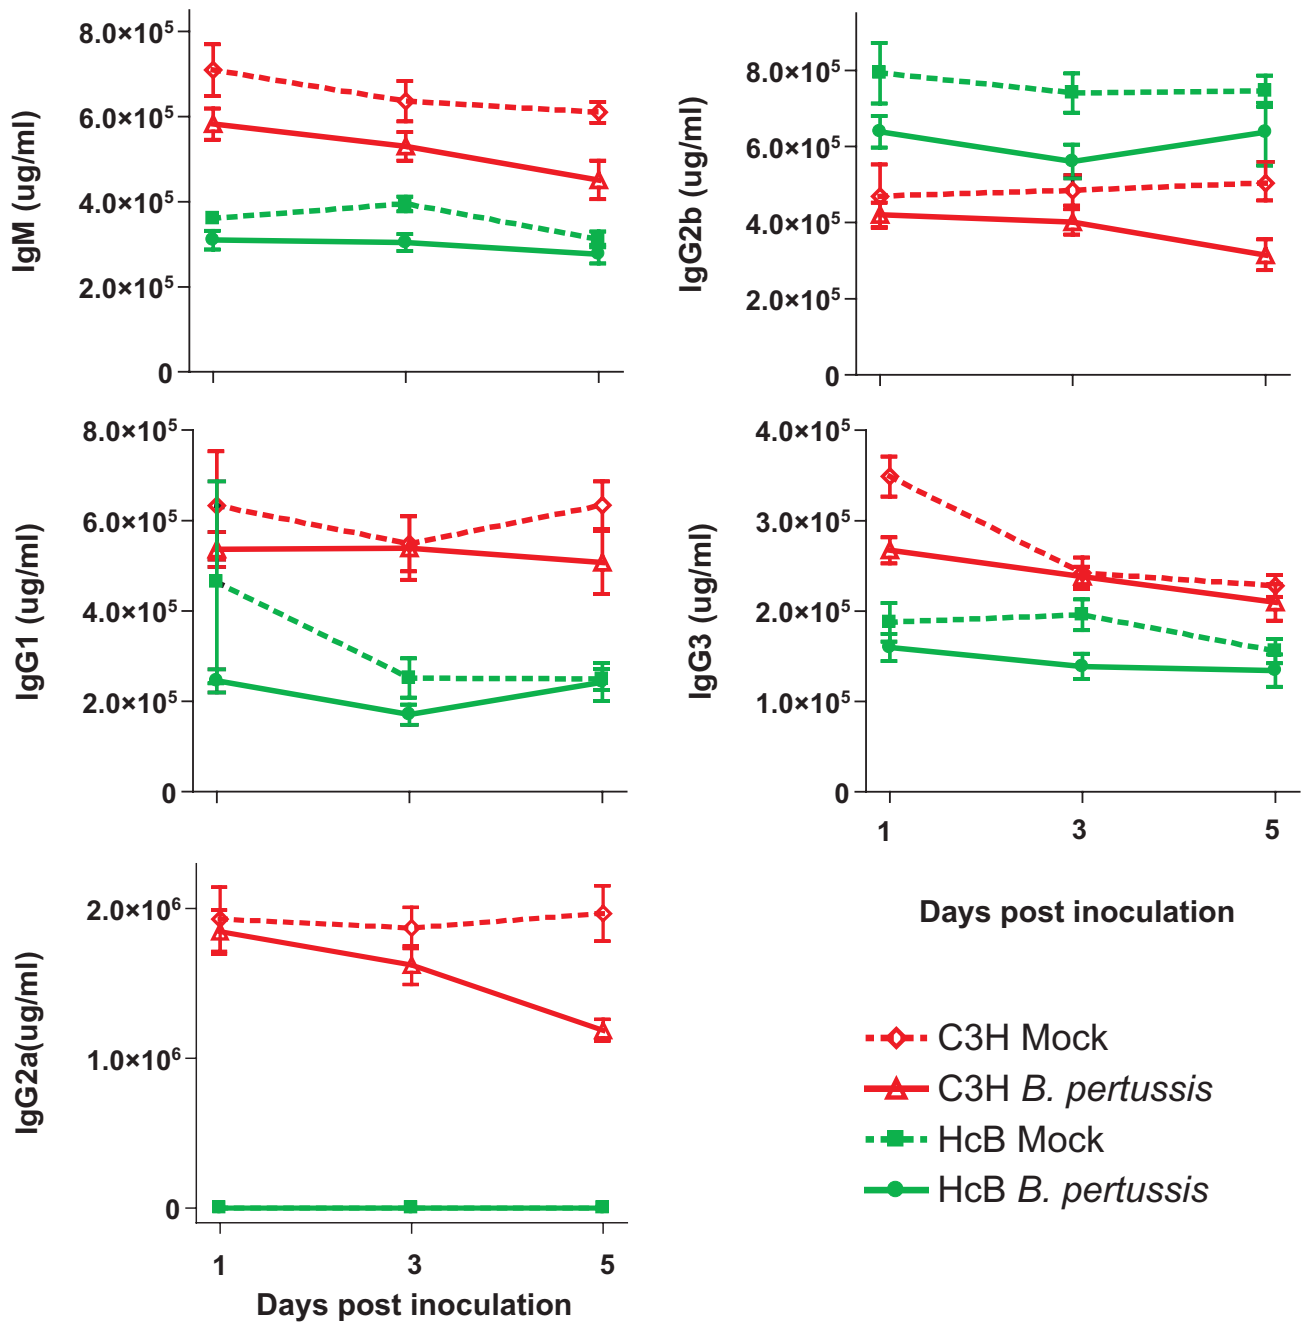 IgM (ug/ml)
8.0×10⁵
6.0×10⁵
4.0×10⁵
2.0×10⁵
0
IgG2b (ug/ml)
8.0×10⁵
6.0×10⁵
4.0×10⁵
2.0×10⁵
0
IgG1 (ug/ml)
8.0×10⁵
6.0×10⁵
4.0×10⁵
2.0×10⁵
0
IgG3 (ug/ml)
4.0×10⁵
3.0×10⁵
2.0×10⁵
1.0×10⁵
0
1 3 5
Days post inoculation
IgG2a(ug/ml)
2.0×10⁶
1.0×10⁶
0
1 3 5
Days post inoculation
C3H Mock
C3H B. pertussis
HcB Mock
HcB B. pertussis